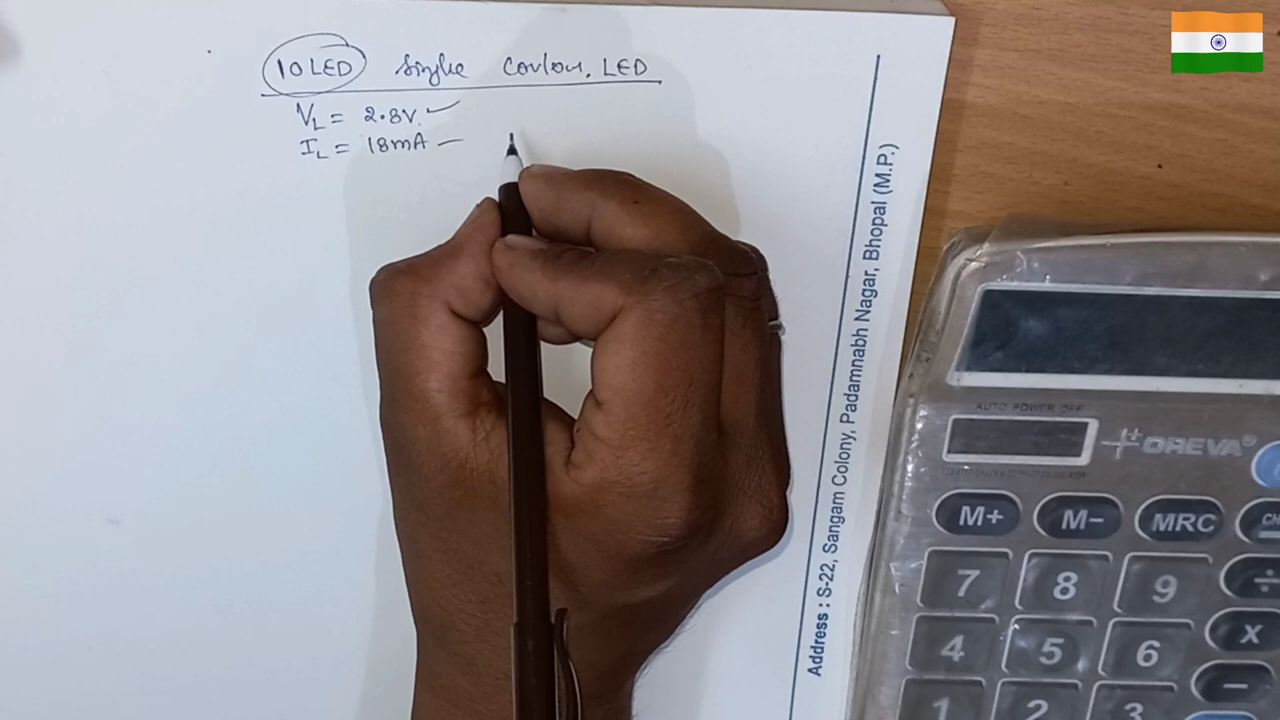 10 LED Single Colour. LED
VL = 2.8V.
IL = 18mA
Address : S-22, Sangam Colony, Padamnabh Nagar, Bhopal (M.P.)
AUTO POWER OFF
OREVA®
M+ M- MRC
7 8 9 ÷
4 5 6 x
1 2 3 -